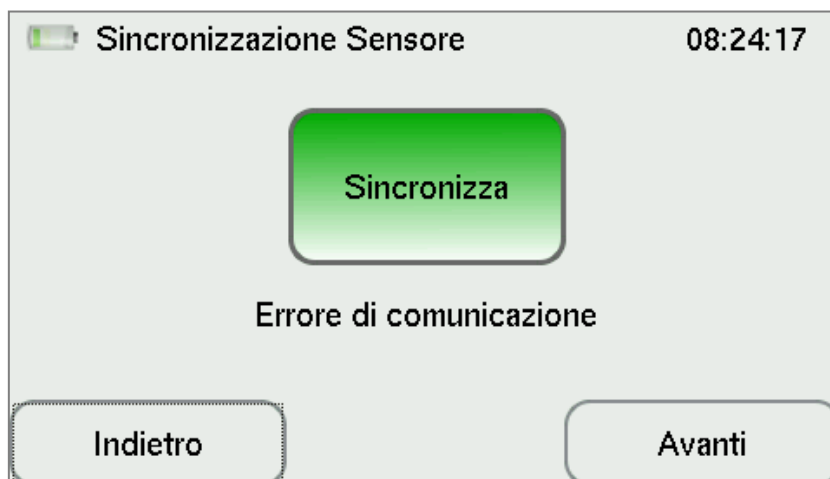 Sincronizzazione Sensore 08:24:17
Sincronizza
Errore di comunicazione
Indietro Avanti